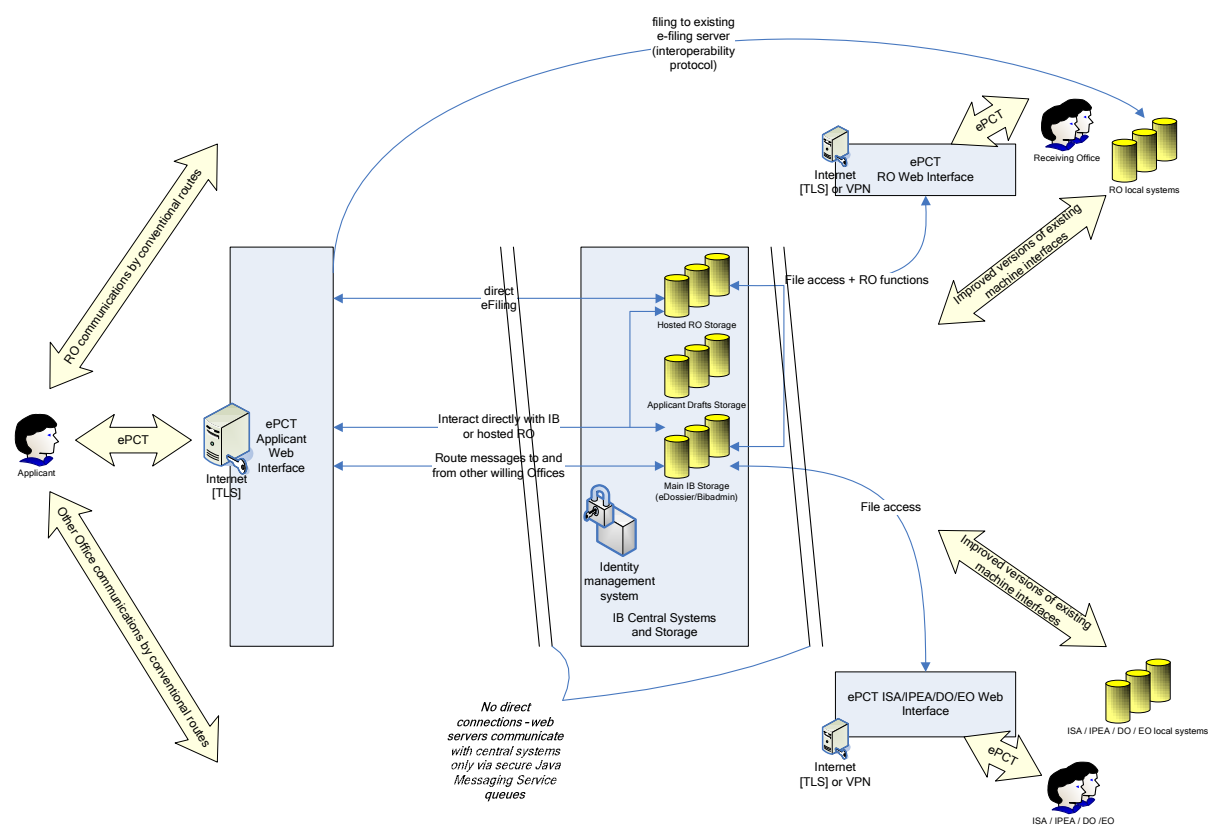 filing to existing
e-filing server
(interoperability
protocol)
ePCT
Receiving Office
RO local systems
Internet
[TLS] or VPN
ePCT
RO Web Interface
Improved versions of existing
machine interfaces
RO communications by conventional routes
File access + RO functions
direct
eFiling
Hosted RO Storage
Applicant Drafts Storage
Applicant
ePCT
Internet
[TLS]
ePCT
Applicant
Web
Interface
Interact directly with IB
or hosted RO
Route messages to and
from other willing Offices
Main IB Storage
(eDossier/Bibadmin)
File access
Identity
management
system
IB Central Systems
and Storage
Other Office communications by conventional routes
Improved versions of existing
machine interfaces
No direct
connections - web
servers communicate
with central systems
only via secure Java
Messaging Service
queues
ePCT ISA/IPEA/DO/EO Web
Interface
Internet
[TLS] or VPN
ePCT
ISA / IPEA / DO / EO local systems
ISA / IPEA / DO /EO